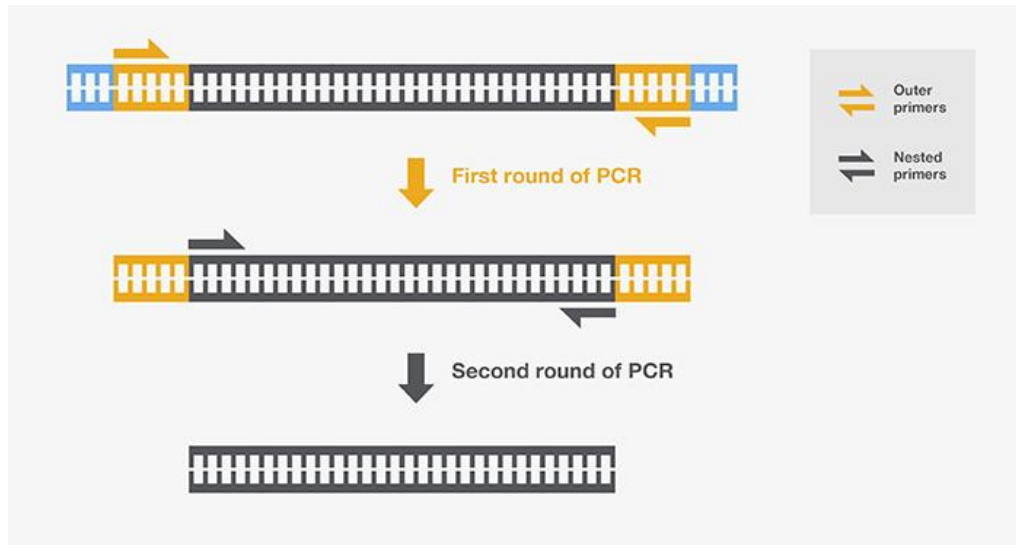 Outer
primers
First round of PCR
Nested
primers
Second round of PCR